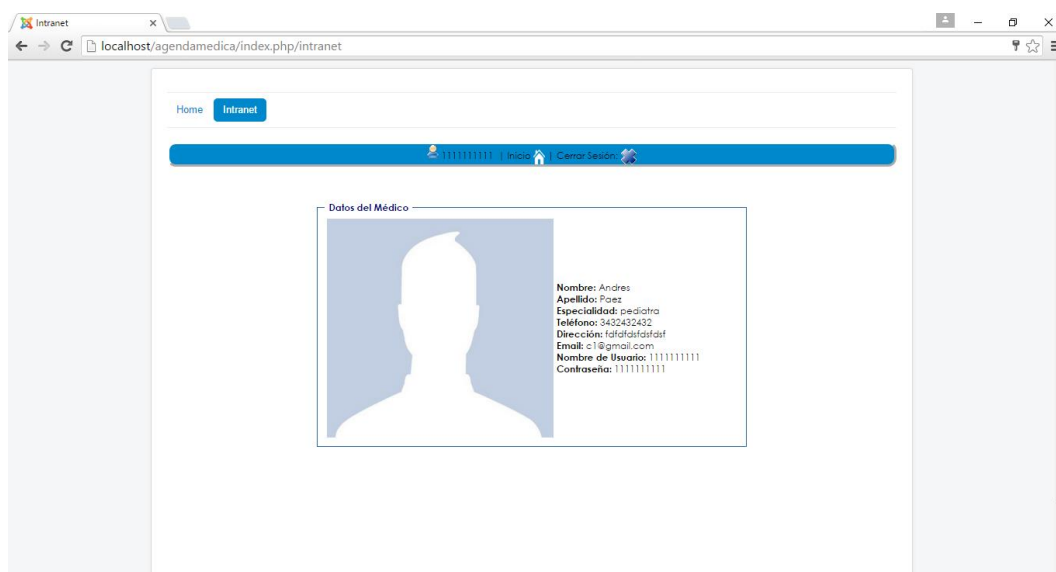 Intranet
localhost/agendamedica/index.php/intranet
Home Intranet
1111111111 | Inicio | Cerrar Sesión:
Datos del Médico
Nombre: Andres
Apellido: Paez
Especialidad: pediatra
Teléfono: 3432432432
Dirección: fdfdfdsfdsfdsf
Email: c1@gmail.com
Nombre de Usuario: 1111111111
Contraseña: 1111111111